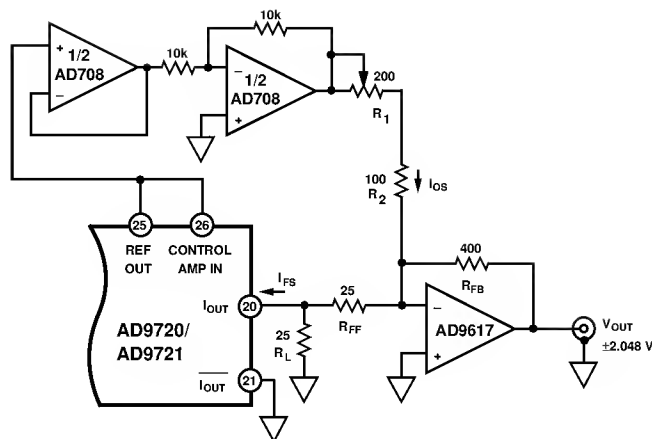 10k
+
1/2
AD708
−
10k
−
1/2
AD708
+
200
R1
100
R2
IOS
25
26
REF
OUT
CONTROL
AMP IN
IFS
400
RFB
IOUT
20
25
RFF
−
AD9617
+
VOUT
±2.048 V
AD9720/
AD9721
25
RL
IOUT
21